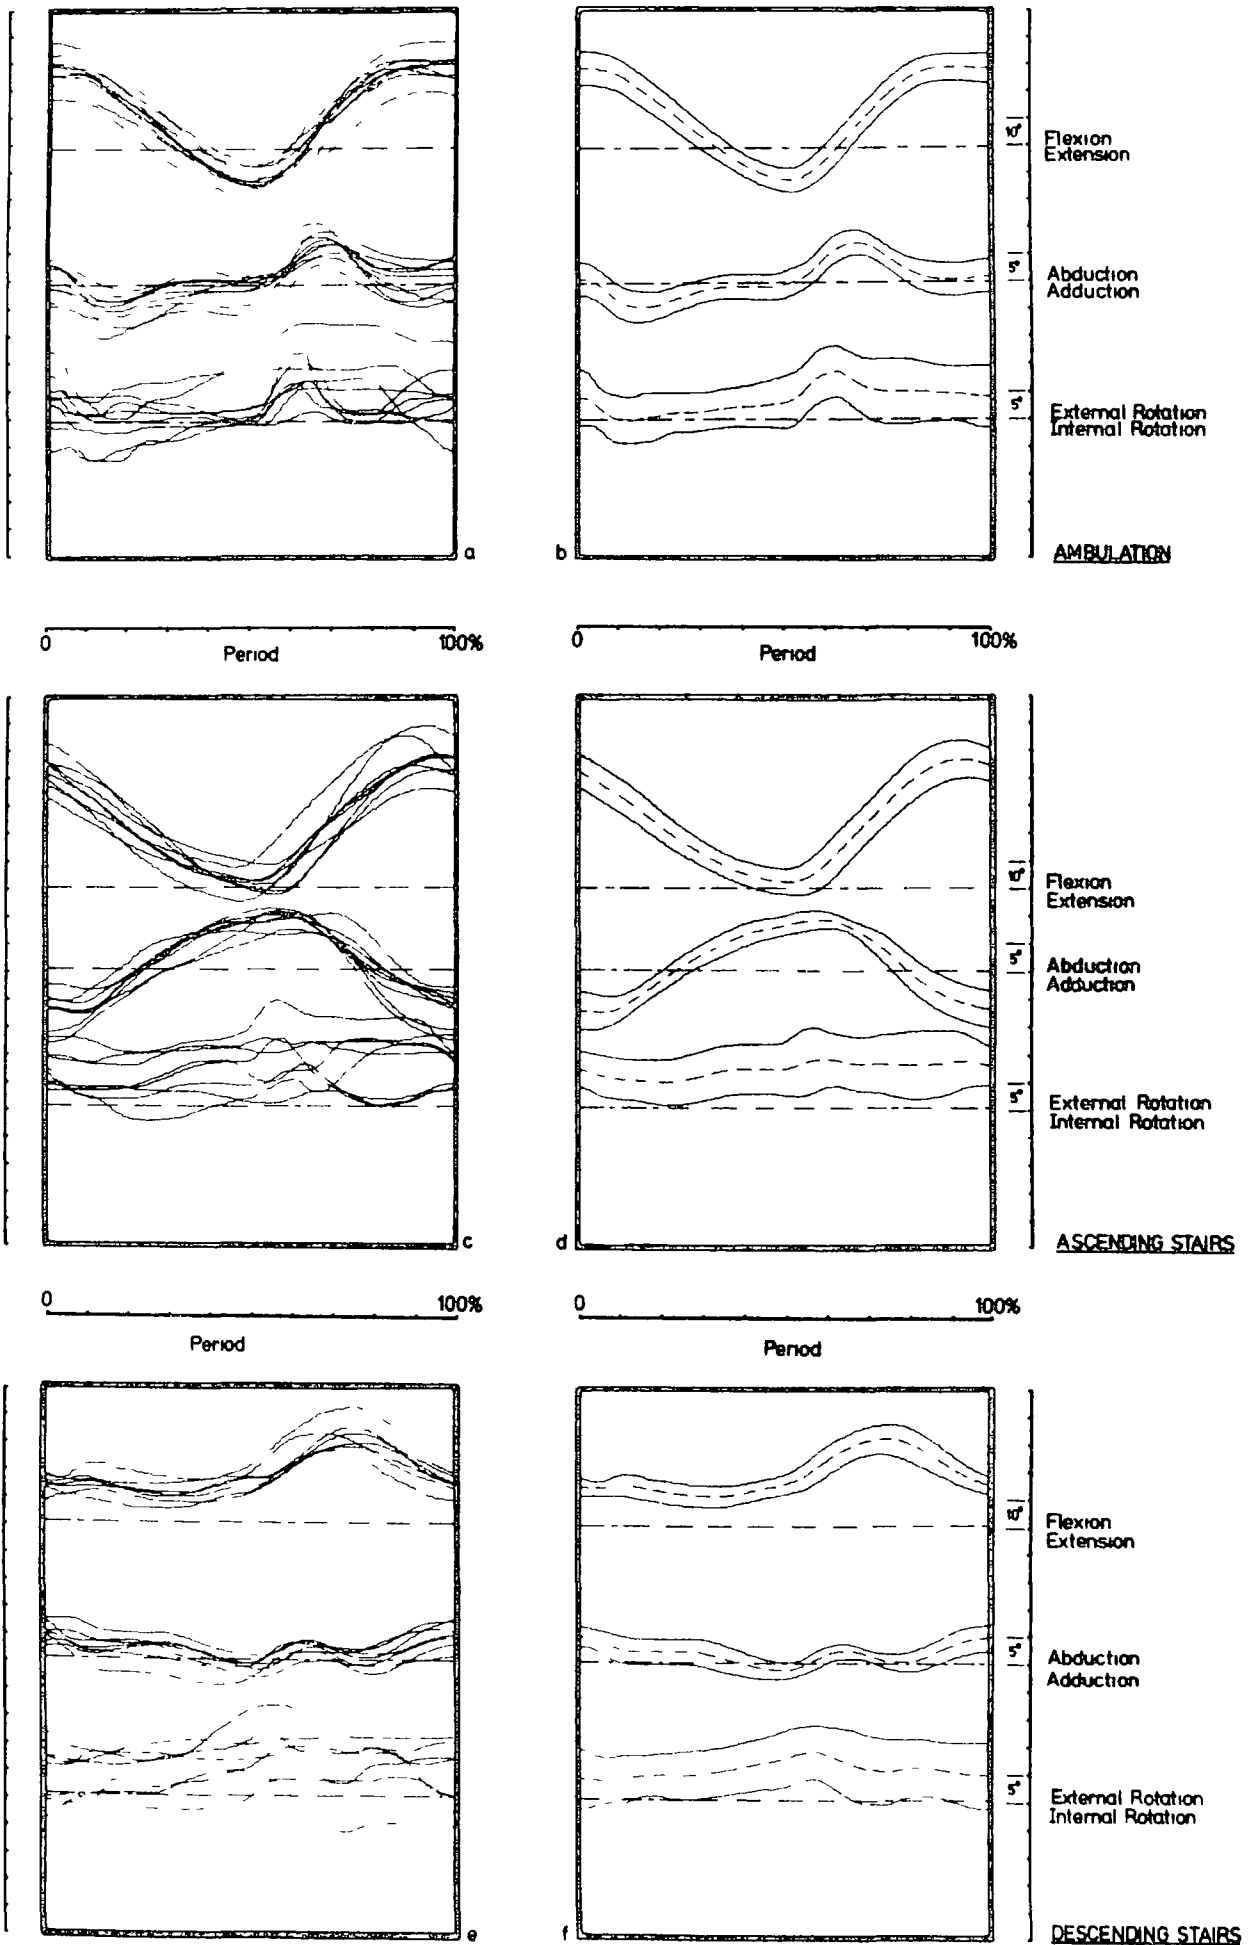 10°
Flexion
Extension
5°
Abduction
Adduction
5°
External Rotation
Internal Rotation
a
b
AMBULATION
0
100%
Period
0
100%
Period
10°
Flexion
Extension
5°
Abduction
Adduction
5°
External Rotation
Internal Rotation
c
d
ASCENDING STAIRS
0
100%
Period
0
100%
Period
10°
Flexion
Extension
5°
Abduction
Adduction
5°
External Rotation
Internal Rotation
e
f
DESCENDING STAIRS